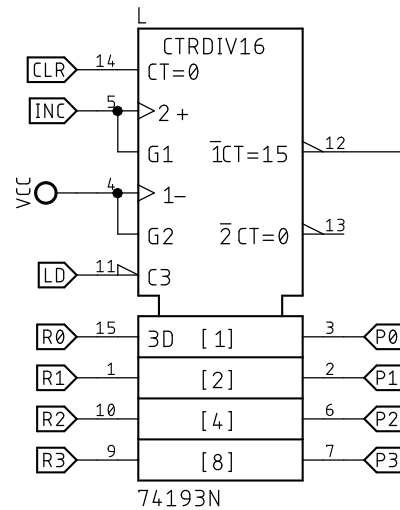 L
CTRDIV16
CLR 14 CT=0
INC 5 2+
G1 1CT=15 12
VCC 4 1-
G2 2CT=0 13
LD 11 C3
R0 15 3D [1] 3 P0
R1 1 [2] 2 P1
R2 10 [4] 6 P2
R3 9 [8] 7 P3
74193N